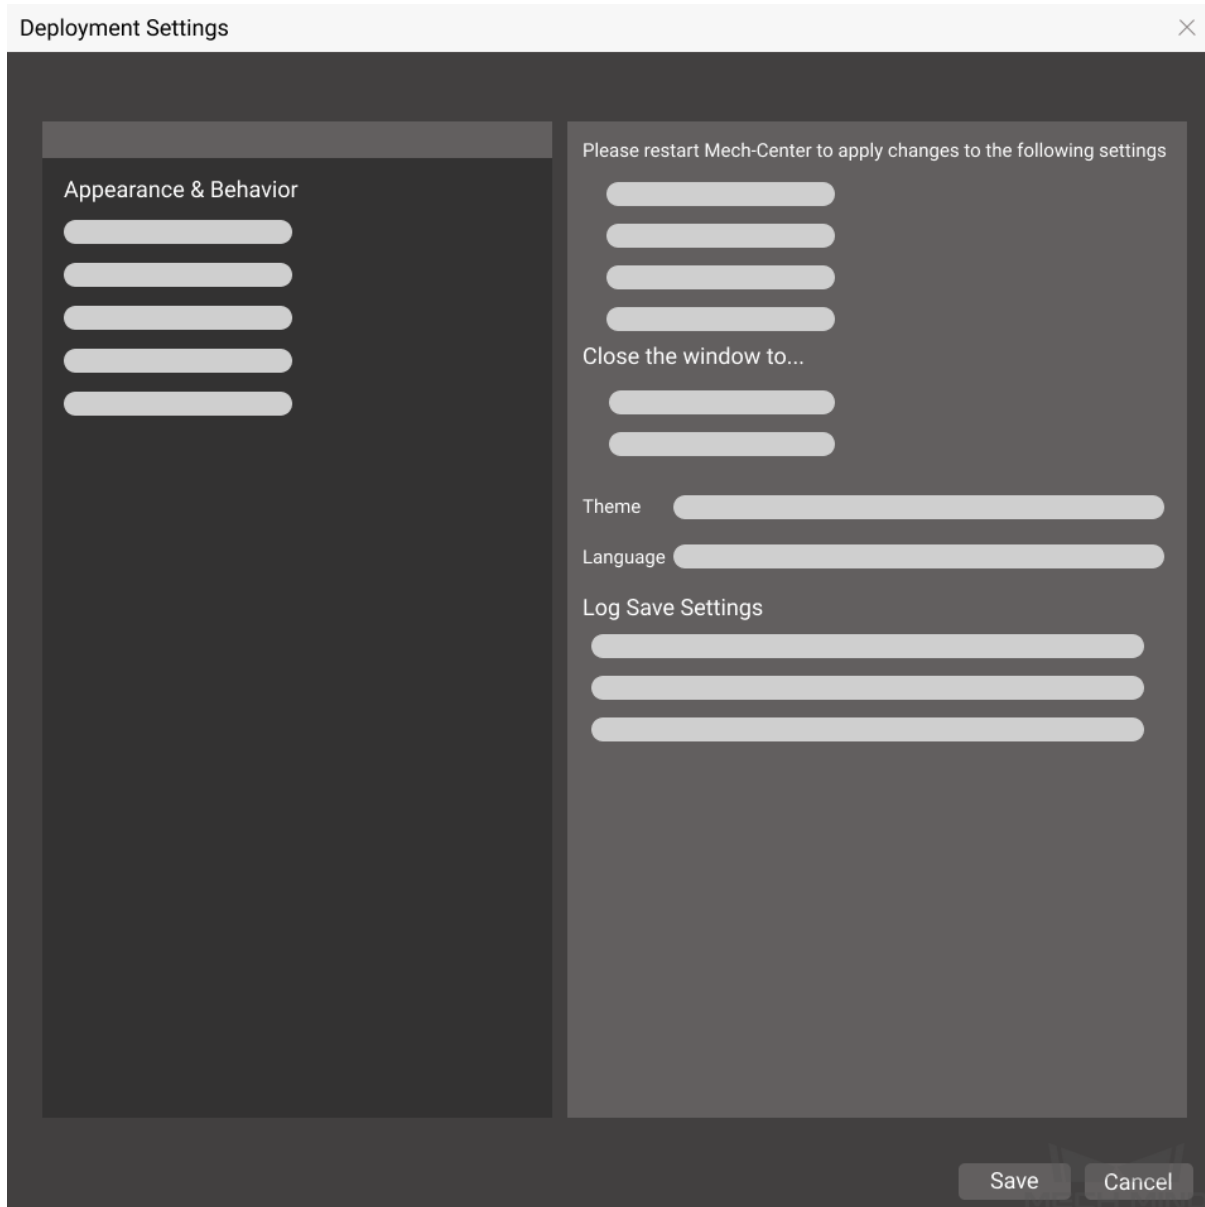 Deployment Settings
Appearance & Behavior
Please restart Mech-Center to apply changes to the following settings
Close the window to...
Theme
Language
Log Save Settings
Save
Cancel